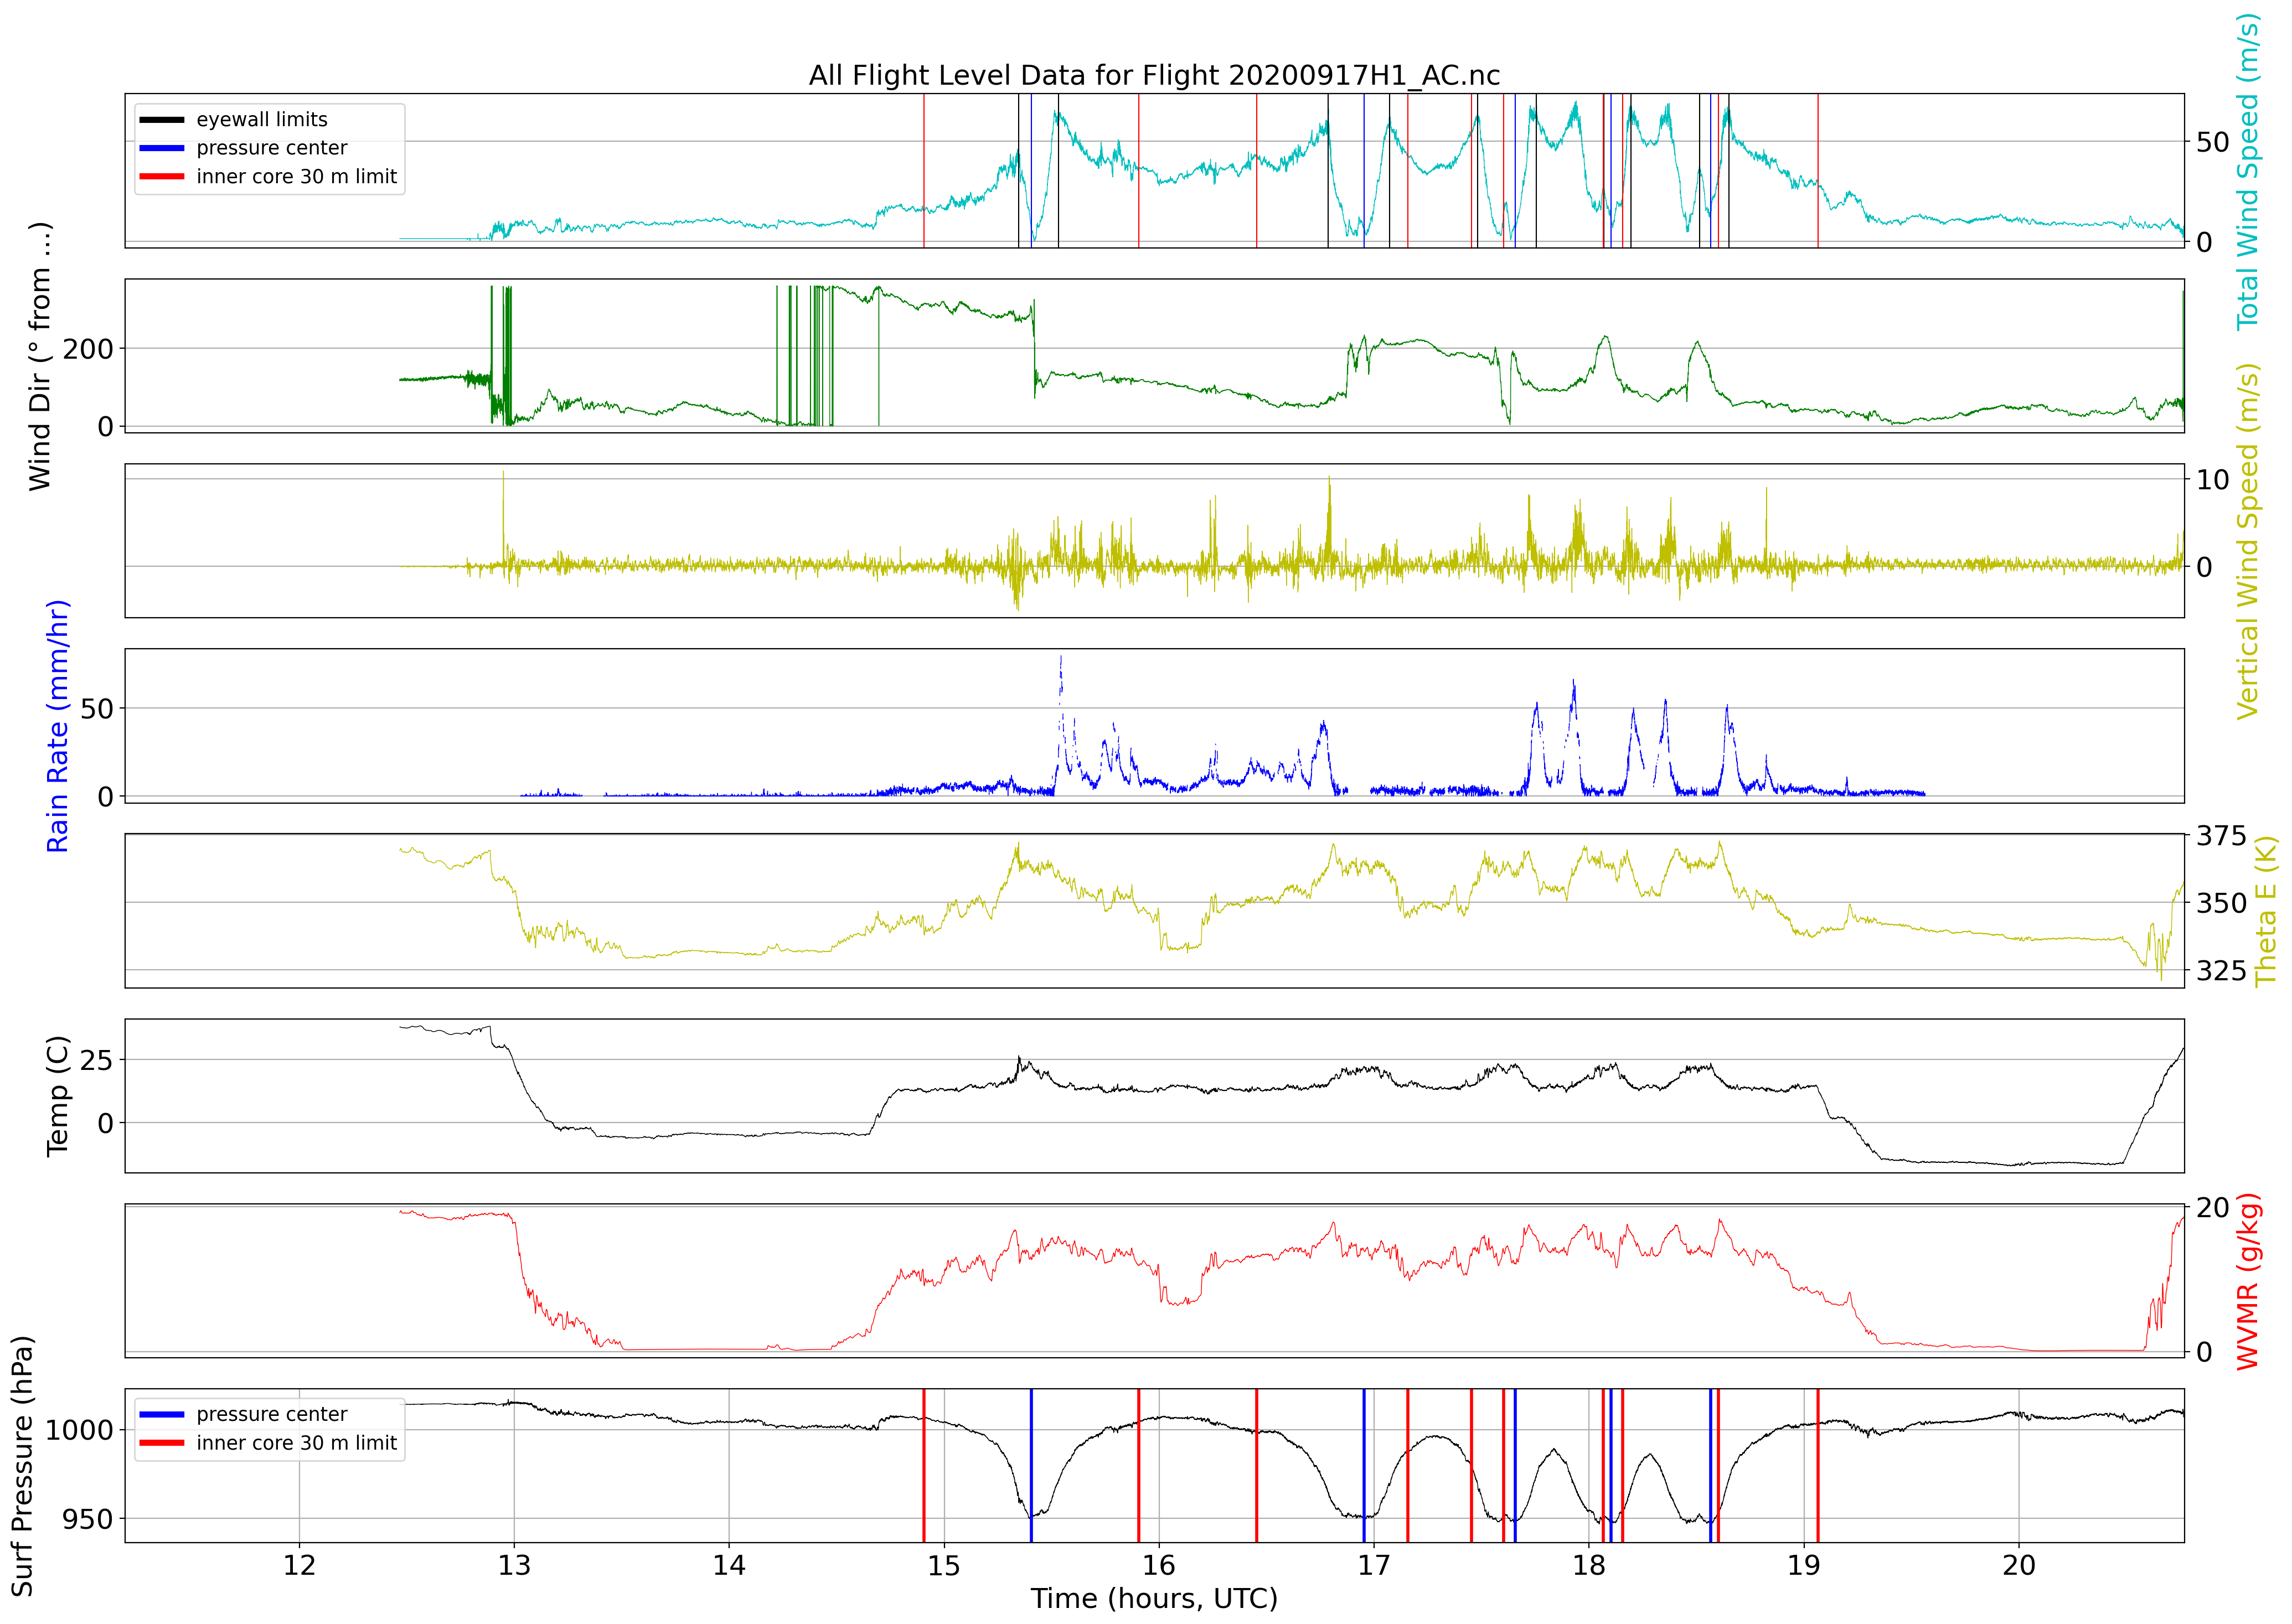 All Flight Level Data for Flight 20200917H1_AC.nc
eyewall limits
pressure center
inner core 30 m limit
50
0
Total Wind Speed (m/s)
Wind Dir (° from ...)
200
0
10
0
Vertical Wind Speed (m/s)
Rain Rate (mm/hr)
50
0
375
350
325
Theta E (K)
Temp (C)
25
0
20
0
WVMR (g/kg)
Surf Pressure (hPa)
1000
950
pressure center
inner core 30 m limit
12 13 14 15 16 17 18 19 20
Time (hours, UTC)